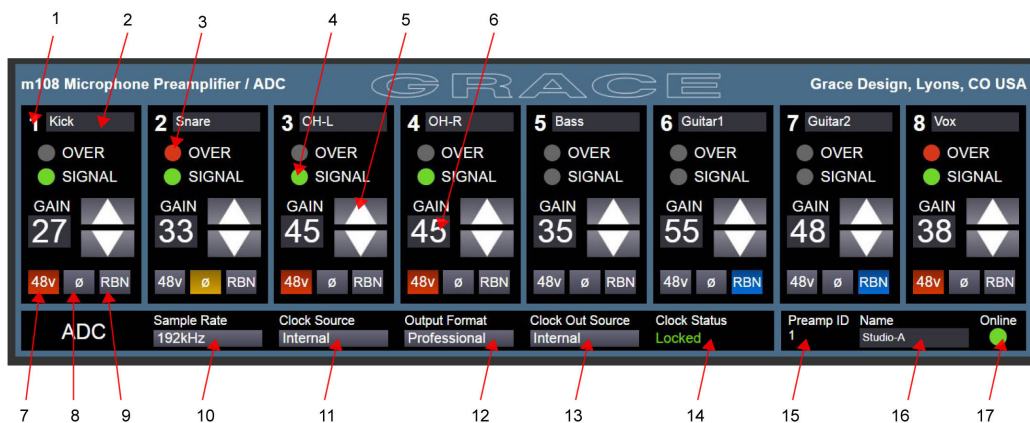 1 2 3 4 5 6
m108 Microphone Preamplifier / ADC GRACE Grace Design, Lyons, CO USA
1 Kick 2 Snare 3 OH-L 4 OH-R 5 Bass 6 Guitar1 7 Guitar2 8 Vox
OVER OVER OVER OVER OVER OVER OVER OVER
SIGNAL SIGNAL SIGNAL SIGNAL SIGNAL SIGNAL SIGNAL SIGNAL
GAIN GAIN GAIN GAIN GAIN GAIN GAIN GAIN
27 33 45 45 35 55 48 38
48v ø RBN 48v ø RBN 48v ø RBN 48v ø RBN 48v ø RBN 48v ø RBN 48v ø RBN 48v ø RBN
ADC Sample Rate Clock Source Output Format Clock Out Source Clock Status Preamp ID Name Online
192kHz Internal Professional Internal Locked 1 Studio-A
7 8 9 10 11 12 13 14 15 16 17